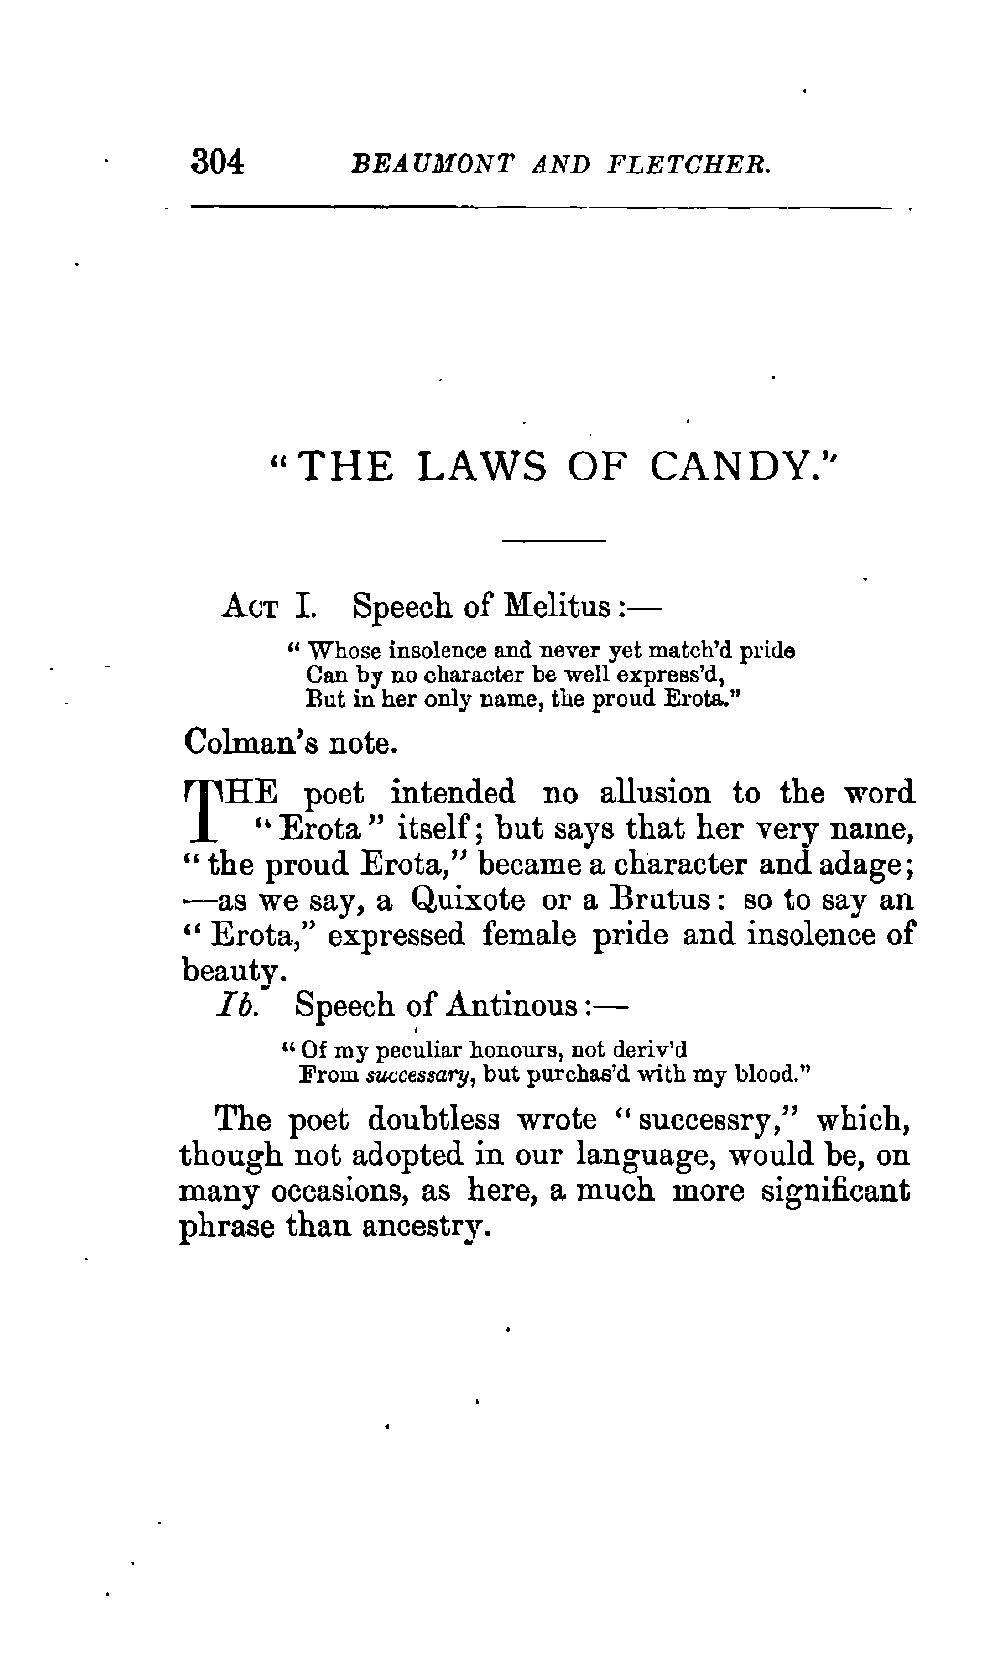 304 BEAUMONT AND FLETCHER.
"THE LAWS OF CANDY."
ACT I. Speech of Melitus:—
"Whose insolence and never yet match'd pride
Can by no character be well express'd,
But in her only name, the proud Erota."
Colman's note.
THE poet intended no allusion to the word
"Erota" itself; but says that her very name,
"the proud Erota," became a character and adage;
—as we say, a Quixote or a Brutus: so to say an
"Erota," expressed female pride and insolence of
beauty.
Ib. Speech of Antinous:—
"Of my peculiar honours, not deriv'd
From successary, but purchas'd with my blood."
The poet doubtless wrote "successry," which,
though not adopted in our language, would be, on
many occasions, as here, a much more significant
phrase than ancestry.